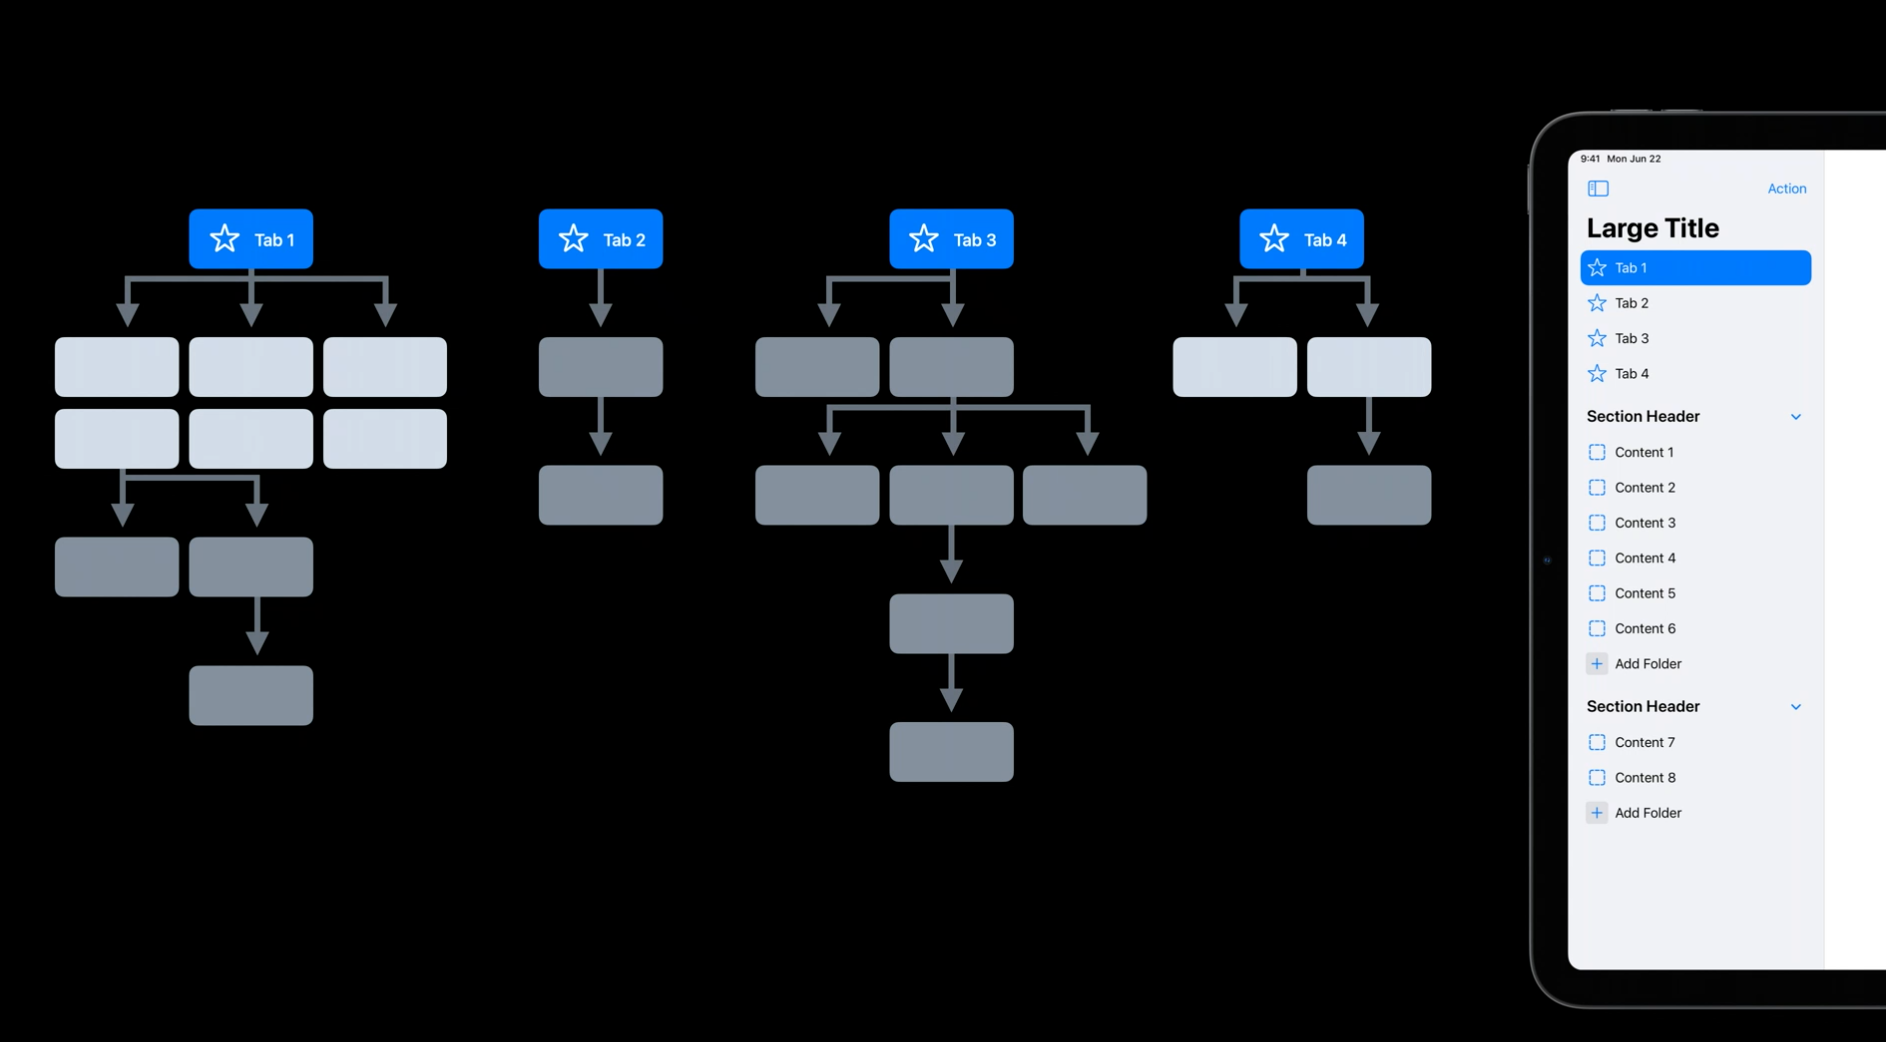 Tab 1
Tab 2
Tab 3
Tab 4
9:41 Mon Jun 22
Action
Large Title
Tab 1
Tab 2
Tab 3
Tab 4
Section Header
Content 1
Content 2
Content 3
Content 4
Content 5
Content 6
Add Folder
Section Header
Content 7
Content 8
Add Folder